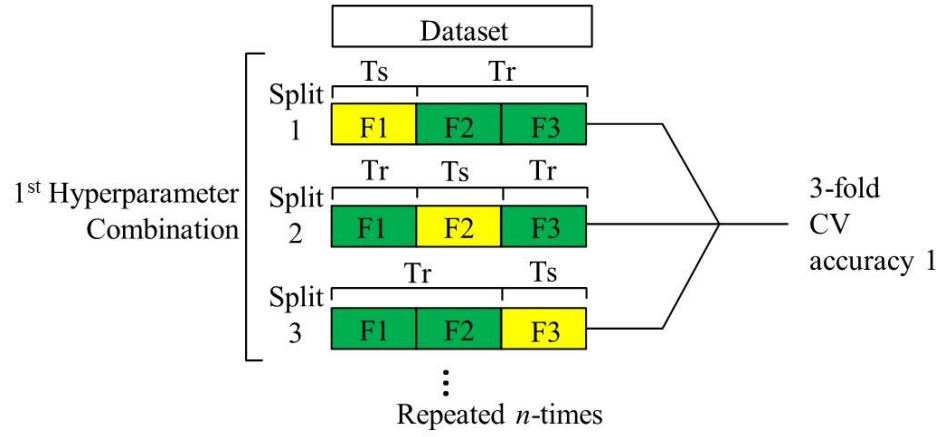 Dataset
Ts Tr
Split 1 F1 F2 F3
Tr Ts Tr
1st Hyperparameter Combination
Split 2 F1 F2 F3
3-fold CV accuracy 1
Tr Ts
Split 3 F1 F2 F3
⋮
Repeated n-times